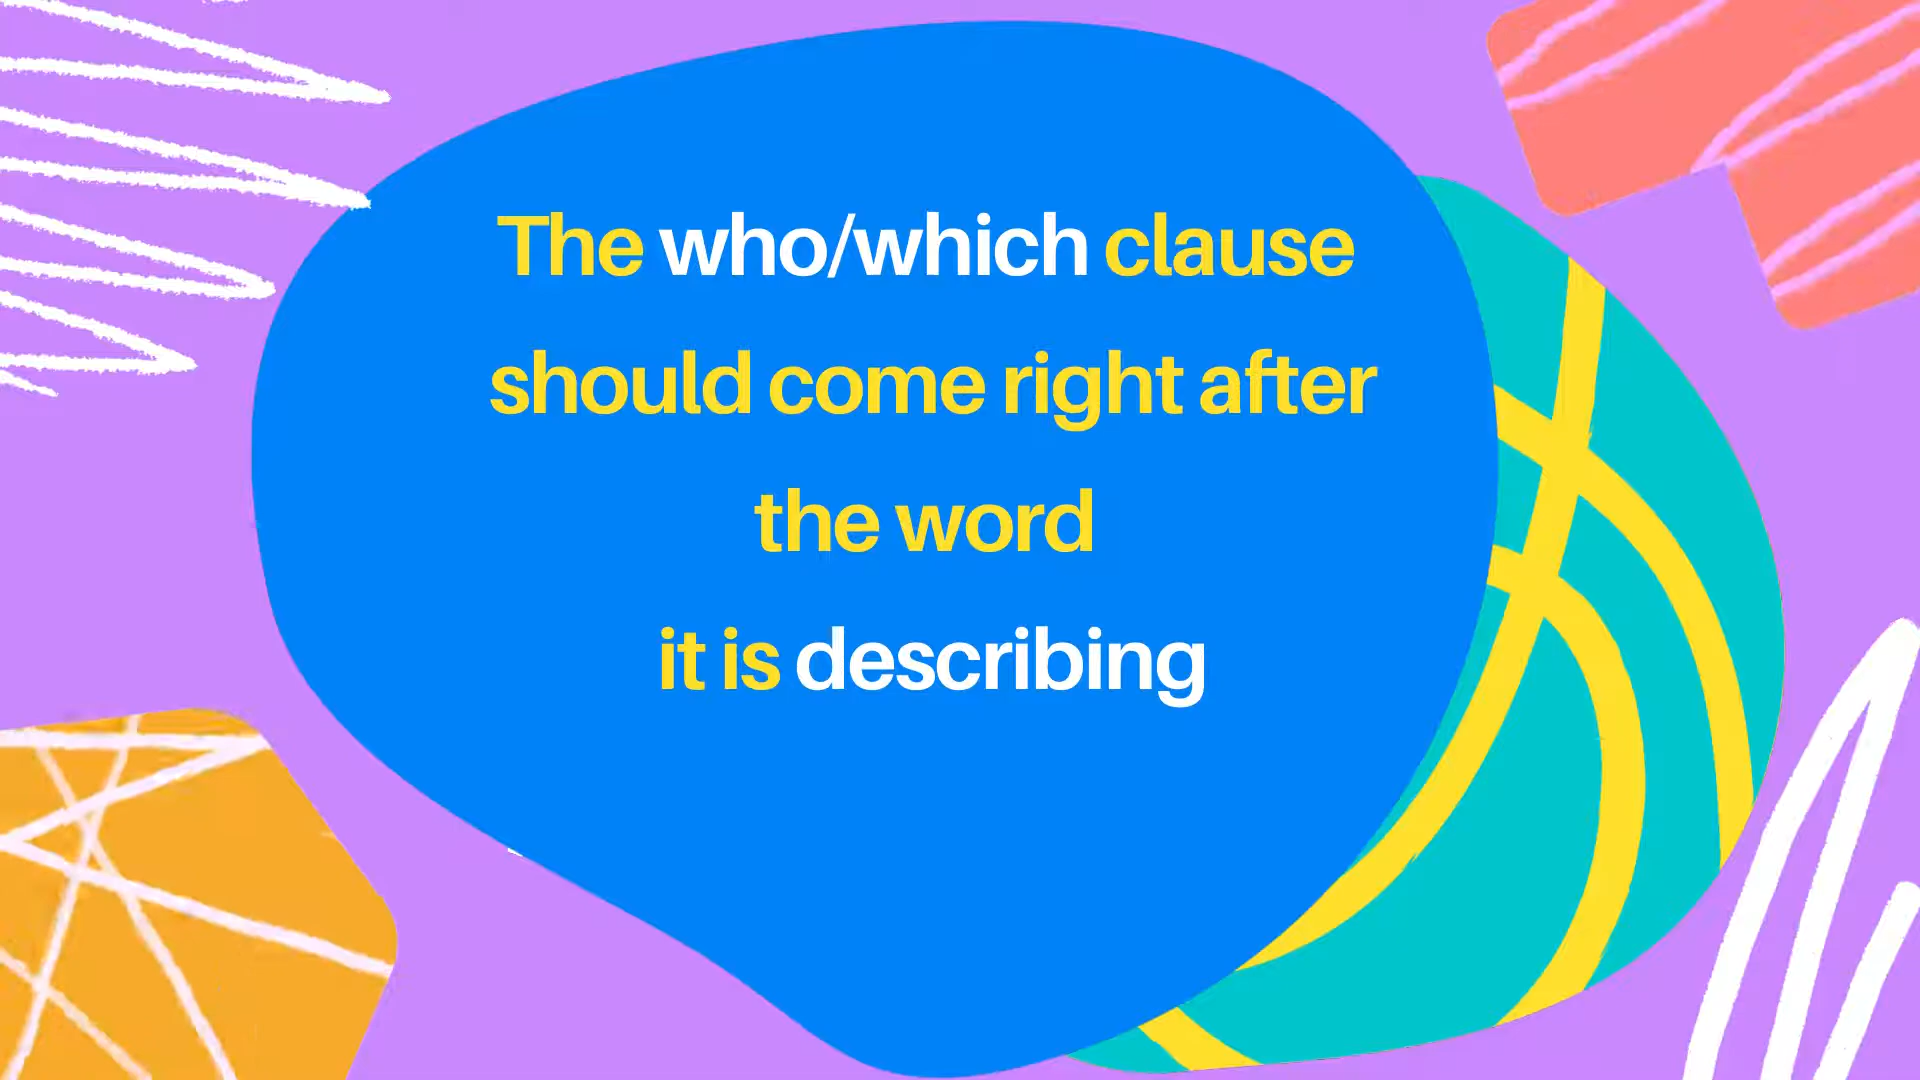 The who/which clause
should come right after
the word
it is describing